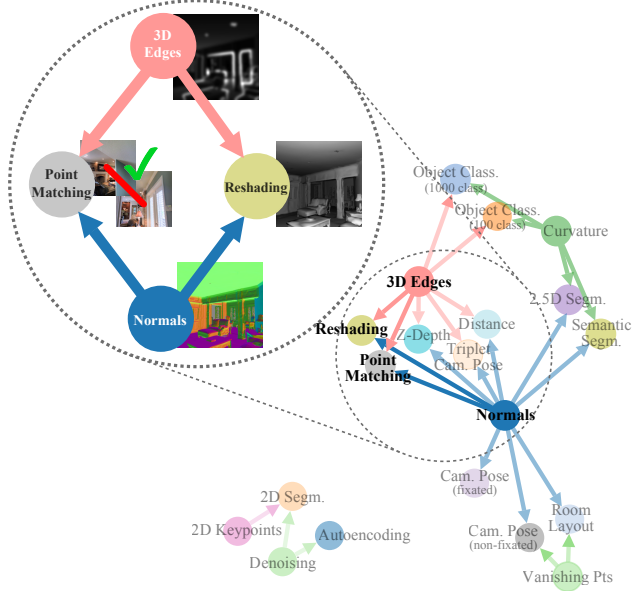 3D
Edges
Point
Matching
Reshading
Normals
Object Class.
(1000 class)
Object Class.
(100 class)
Curvature
3D Edges
2.5D Segm.
Reshading
Z-Depth
Distance
Semantic
Segm.
Point
Matching
Triplet
Cam. Pose
Normals
Cam. Pose
(fixated)
2D Segm.
2D Keypoints
Autoencoding
Denoising
Room
Layout
Cam. Pose
(non-fixated)
Vanishing Pts